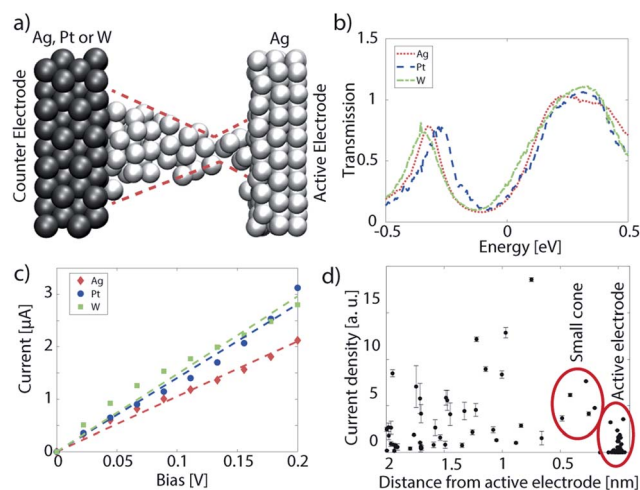 a)
Ag, Pt or W
Ag
Counter Electrode
Active Electrode
b)
Ag
Pt
W
Transmission
1.5
1
0.5
0
-0.5
0
0.5
Energy [eV]
c)
Ag
Pt
W
Current [µA]
3
2
1
0
0
0.05
0.1
0.15
0.2
Bias [V]
d)
Current density [a. u.]
15
10
5
0
Small cone
Active electrode
2
1.5
1
0.5
0
Distance from active electrode [nm]